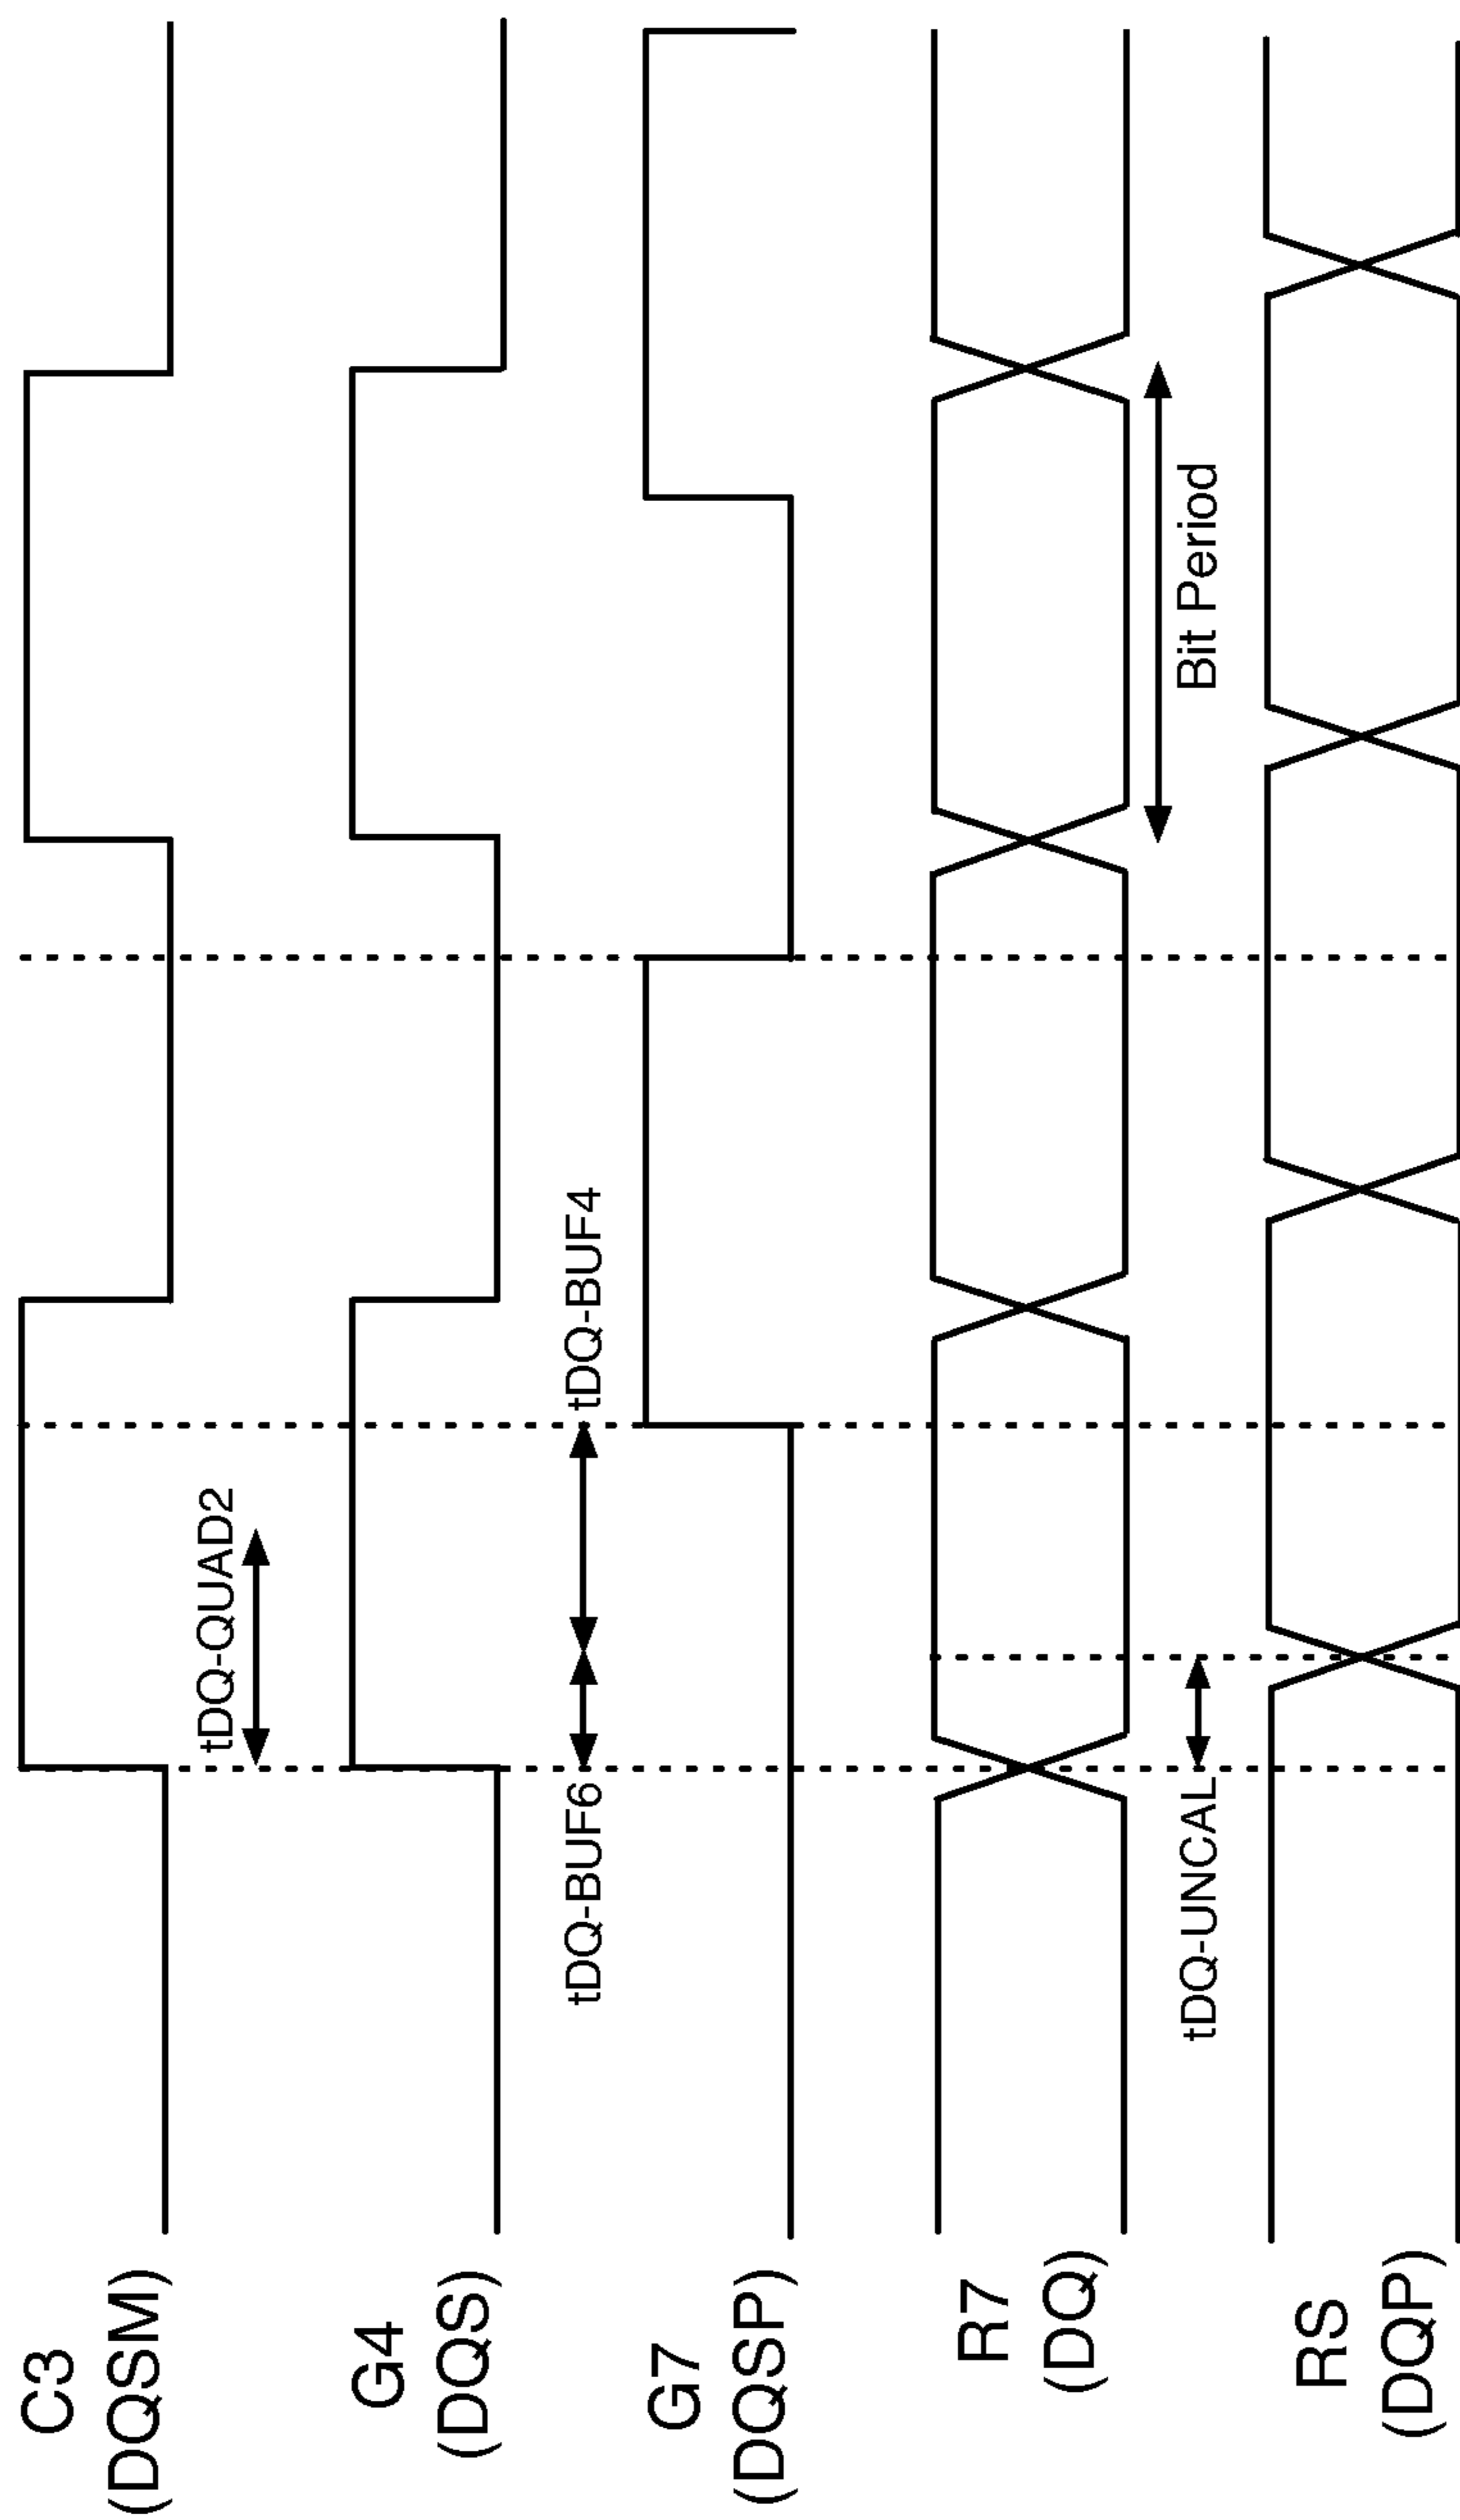 C3
(DQSM)
tDQ-QUAD2
G4
(DQS)
tDQ-BUF6
tDQ-BUF4
G7
(DQSP)
R7
(DQ)
tDQ-UNCAL
Bit Period
RS
(DQP)